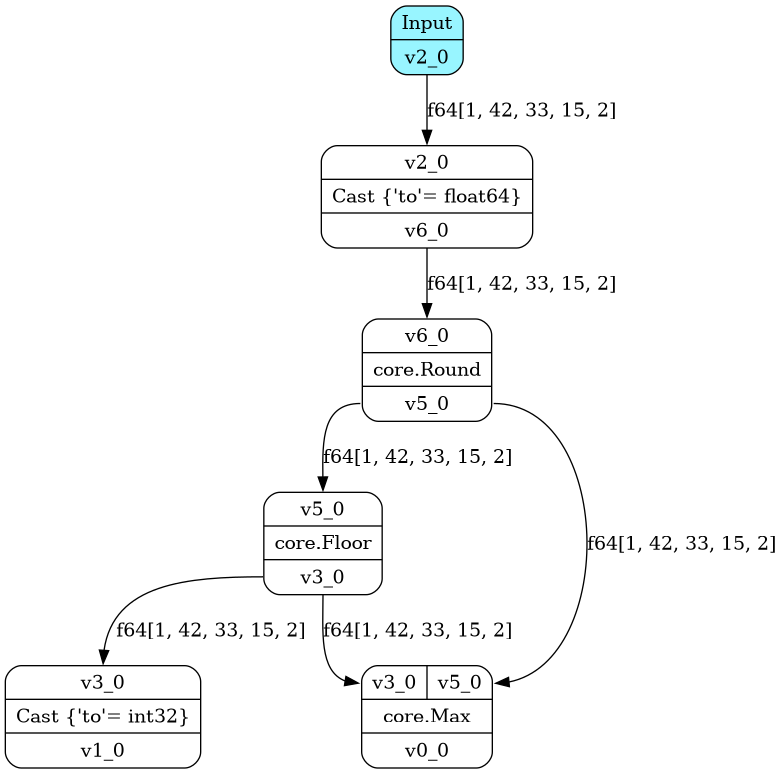 Input
v2_0
f64[1, 42, 33, 15, 2]
v2_0
Cast {'to'= float64}
v6_0
f64[1, 42, 33, 15, 2]
v6_0
core.Round
v5_0
f64[1, 42, 33, 15, 2]
v5_0
core.Floor
v3_0
f64[1, 42, 33, 15, 2]
f64[1, 42, 33, 15, 2]
f64[1, 42, 33, 15, 2]
v3_0
Cast {'to'= int32}
v1_0
v3_0 v5_0
core.Max
v0_0